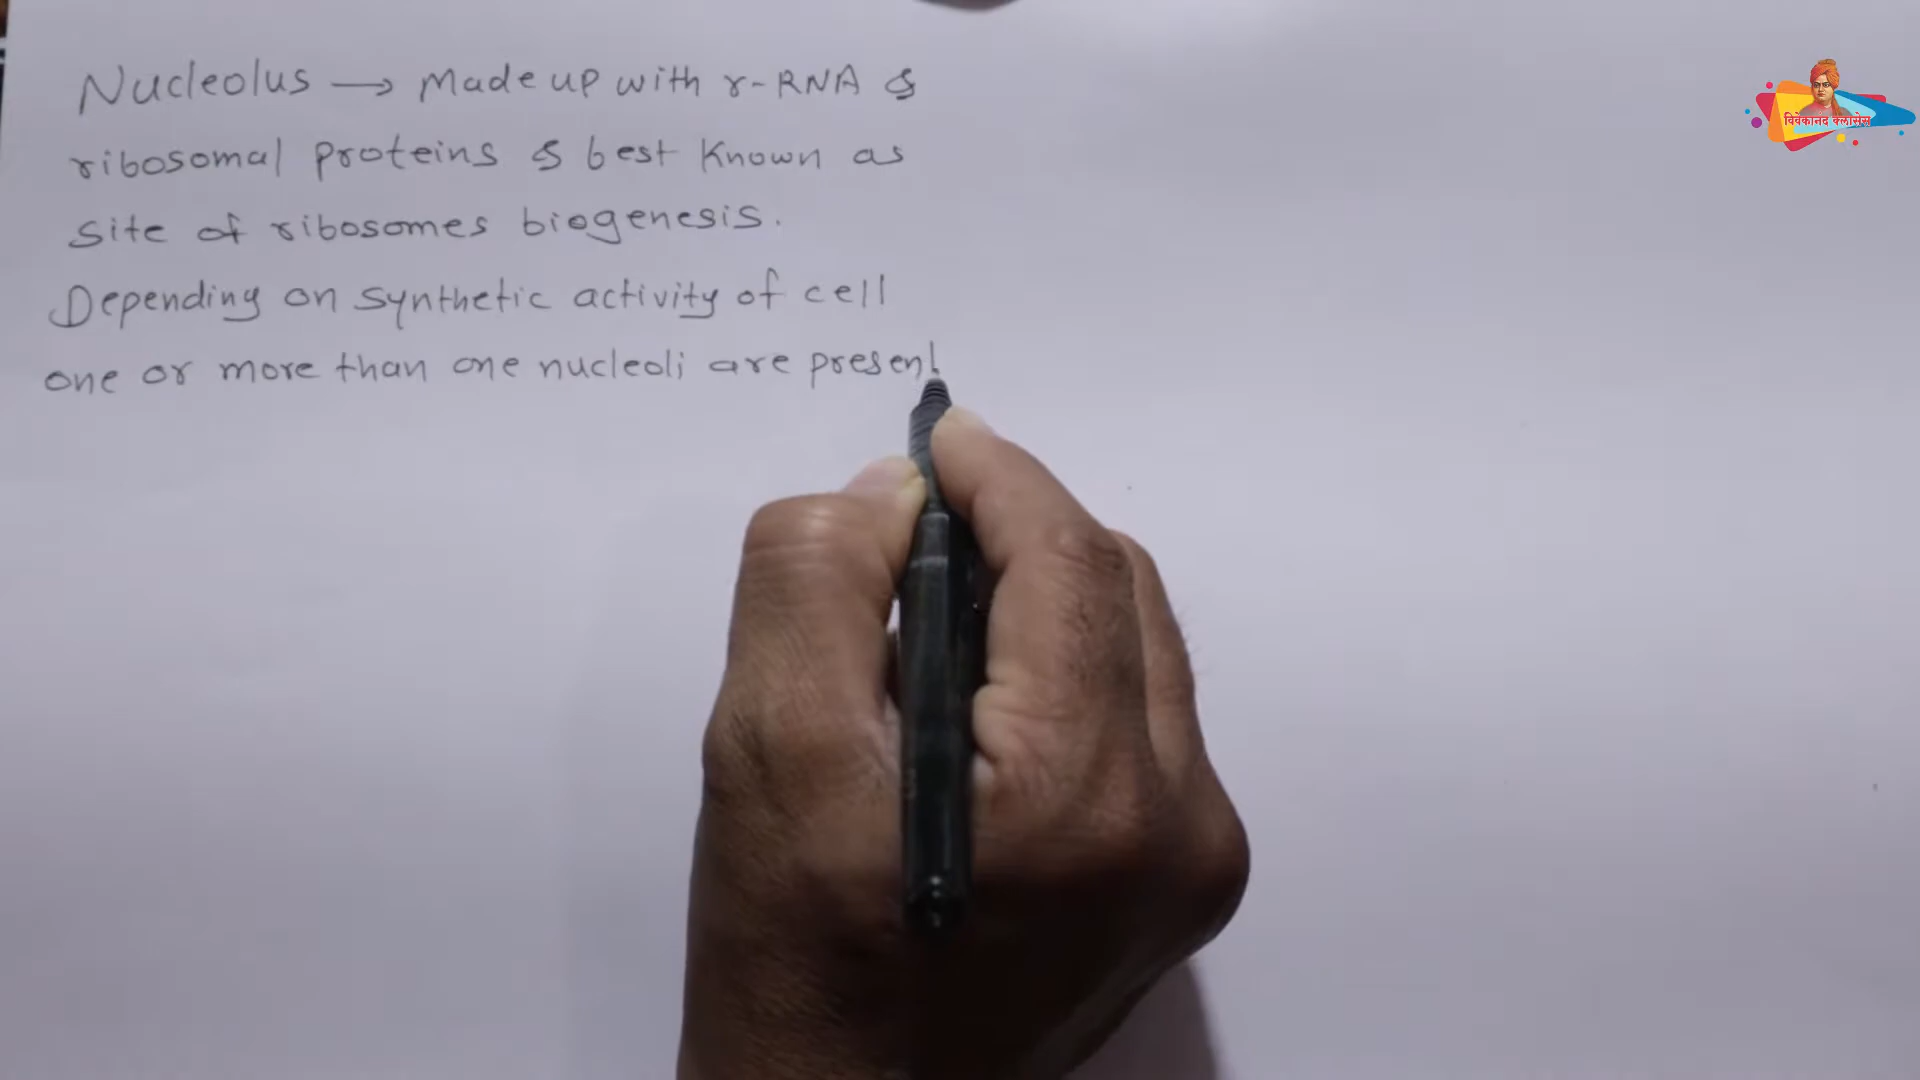 Nucleolus → Made up with r-RNA &
ribosomal proteins & best known as
site of ribosomes biogenesis.
Depending on synthetic activity of cell
one or more than one nucleoli are present
विवेकानंद क्लासेस